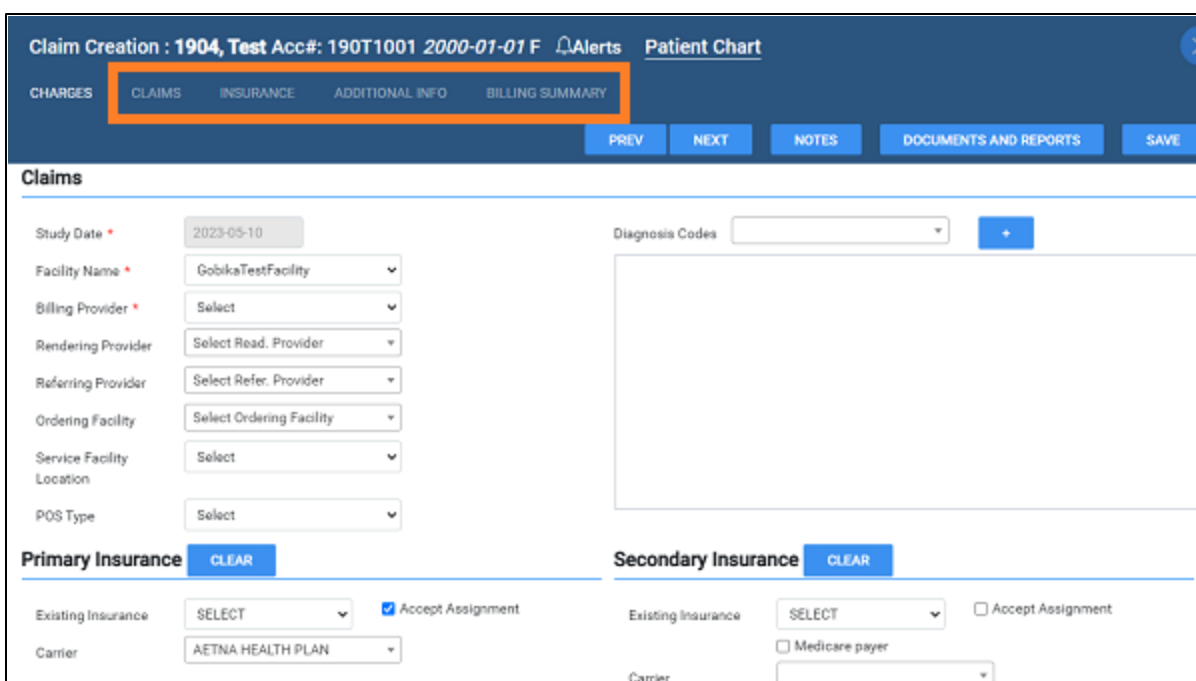 Claim Creation : 1904, Test Acc#: 190T1001 2000-01-01 F Alerts Patient Chart
CHARGES CLAIMS INSURANCE ADDITIONAL INFO BILLING SUMMARY
PREV NEXT NOTES DOCUMENTS AND REPORTS SAVE
Claims
Study Date * 2023-05-10 Diagnosis Codes +
Facility Name * GobikaTestFacility
Billing Provider * Select
Rendering Provider Select Read. Provider
Referring Provider Select Refer. Provider
Ordering Facility Select Ordering Facility
Service Facility Select
Location
POS Type Select
Primary Insurance CLEAR Secondary Insurance CLEAR
Existing Insurance SELECT Accept Assignment Existing Insurance SELECT Accept Assignment
Carrier AETNA HEALTH PLAN Medicare payer
Carrier